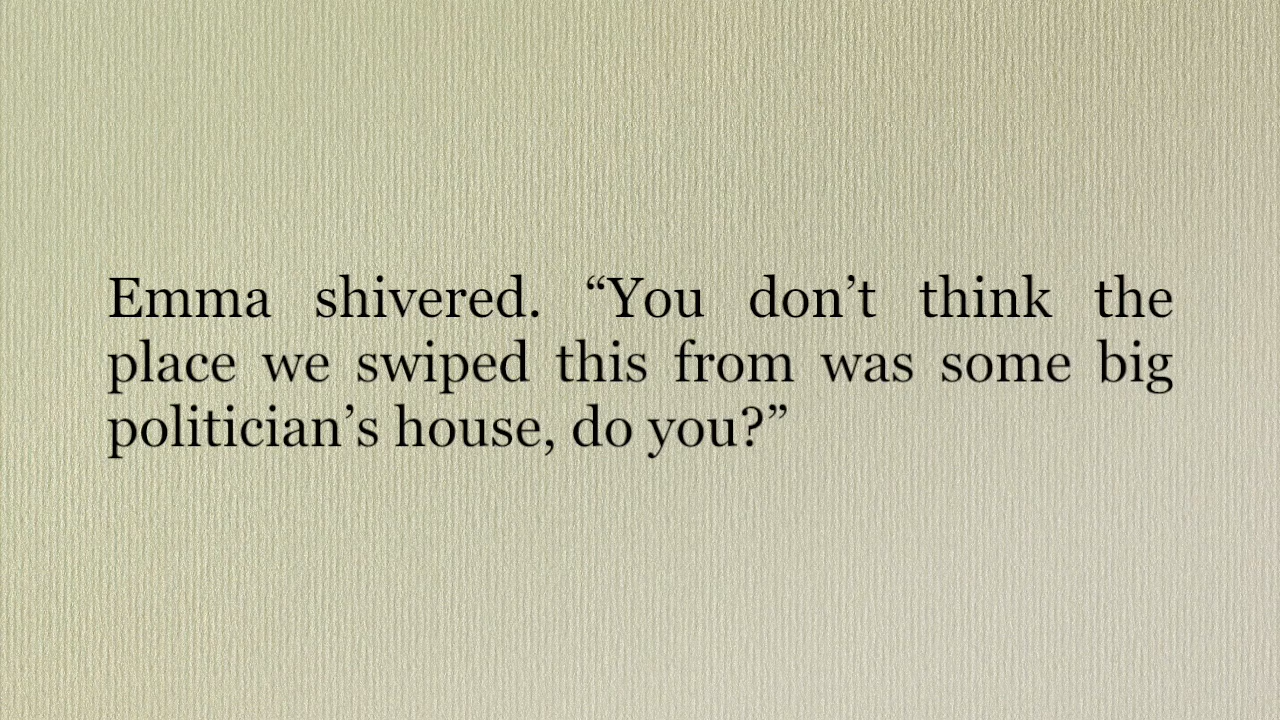 Emma shivered. “You don’t think the
place we swiped this from was some big
politician’s house, do you?”